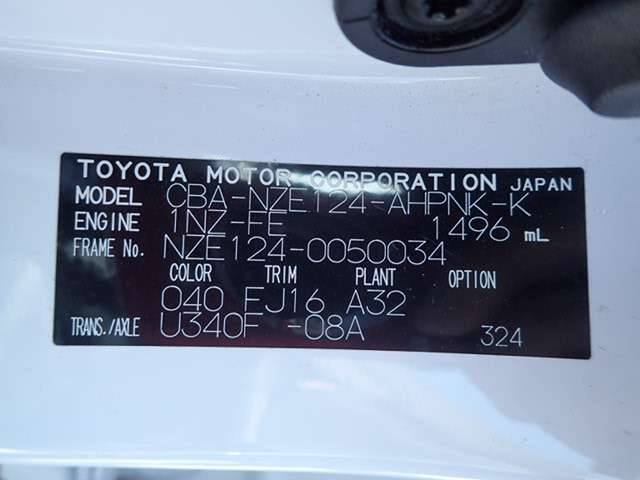 TOYOTA MOTOR CORPORATION JAPAN
MODEL CBA-NZE124-AHPNK-K
ENGINE 1NZ-FE 1496 mL
FRAME No. NZE124-0050034
COLOR TRIM PLANT OPTION
040 FJ16 A32
TRANS./AXLE U340F -08A 324